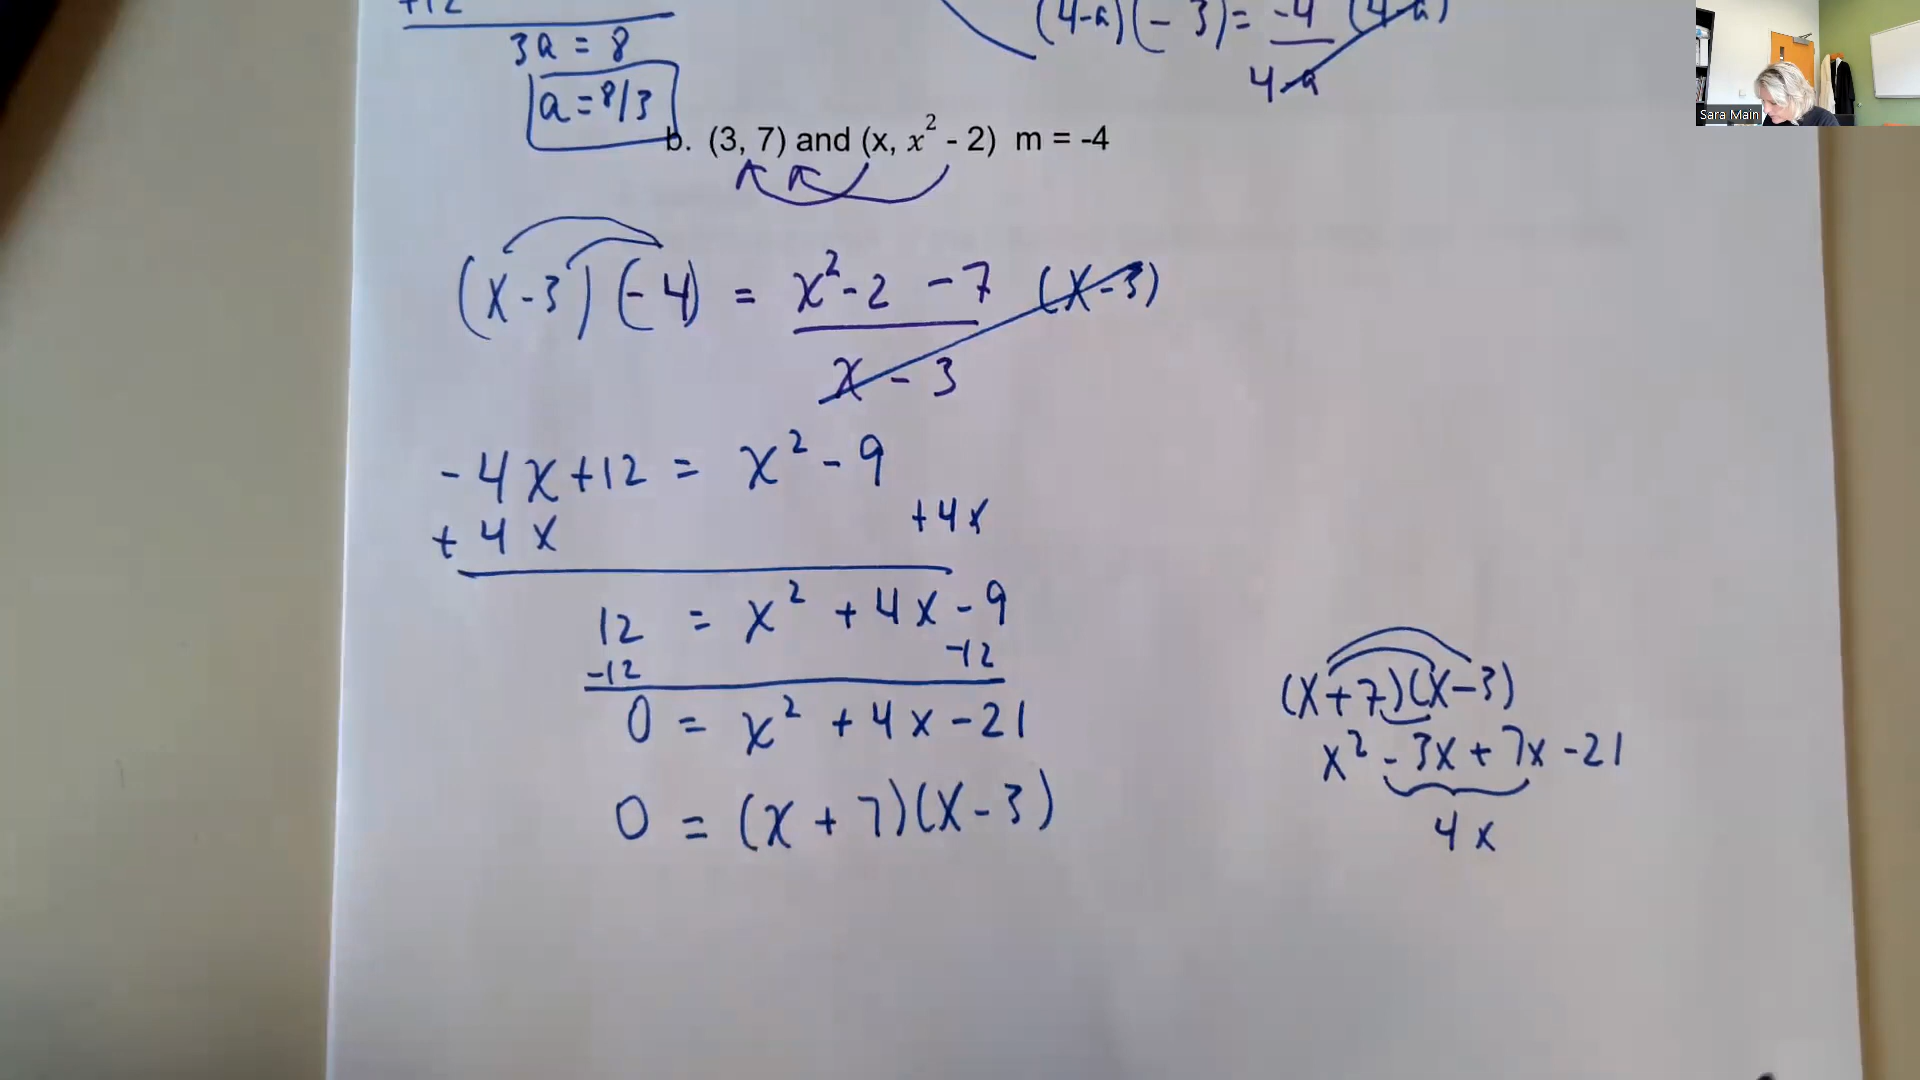 +12
3a = 8
a = 8/3
(4-a)(-3) = -4 (4-a)
4-a
Sara Main
b. (3, 7) and (x, x² - 2) m = -4
(x-3)(-4) = x²-2 -7 (x-3)
x - 3
-4x+12 = x² - 9
+ 4x +4x
12 = x² + 4x - 9
-12 -12
0 = x² + 4x - 21
0 = (x + 7)(x - 3)
(x+7)(x-3)
x² - 3x + 7x - 21
4x